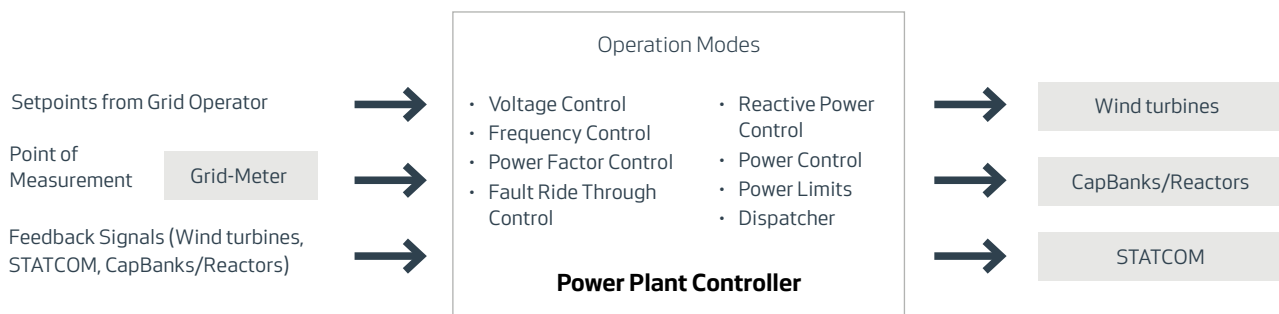 Operation Modes
Setpoints from Grid Operator
Point of
Measurement
Grid-Meter
Feedback Signals (Wind turbines,
STATCOM, CapBanks/Reactors)
• Voltage Control
• Frequency Control
• Power Factor Control
• Fault Ride Through
Control
• Reactive Power
Control
• Power Control
• Power Limits
• Dispatcher
Power Plant Controller
Wind turbines
CapBanks/Reactors
STATCOM